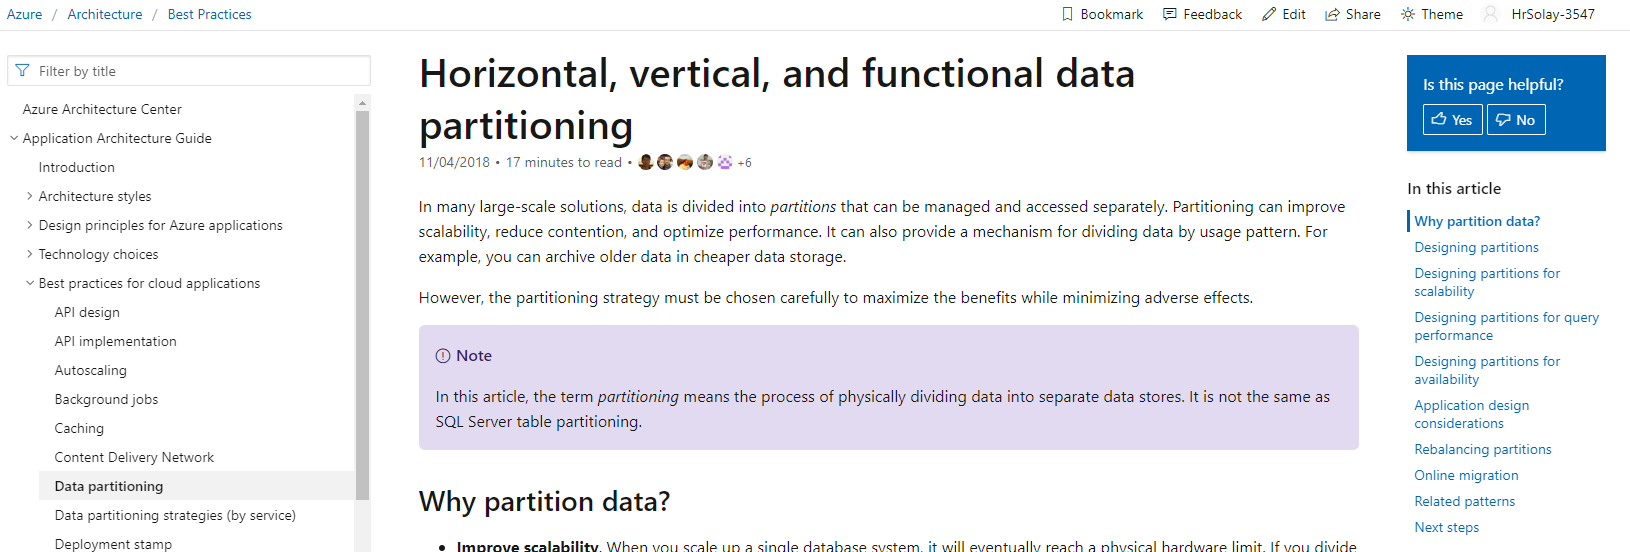 Azure / Architecture / Best Practices
Bookmark Feedback Edit Share Theme HrSolay-3547
Filter by title
Azure Architecture Center
Application Architecture Guide
Introduction
Architecture styles
Design principles for Azure applications
Technology choices
Best practices for cloud applications
API design
API implementation
Autoscaling
Background jobs
Caching
Content Delivery Network
Data partitioning
Data partitioning strategies (by service)
Deployment stamp
Horizontal, vertical, and functional data
partitioning
11/04/2018 • 17 minutes to read • +6
In many large-scale solutions, data is divided into partitions that can be managed and accessed separately. Partitioning can improve
scalability, reduce contention, and optimize performance. It can also provide a mechanism for dividing data by usage pattern. For
example, you can archive older data in cheaper data storage.
However, the partitioning strategy must be chosen carefully to maximize the benefits while minimizing adverse effects.
Note
In this article, the term partitioning means the process of physically dividing data into separate data stores. It is not the same as
SQL Server table partitioning.
Why partition data?
• Improve scalability. When you scale up a single database system, it will eventually reach a physical hardware limit. If you divide
Is this page helpful?
Yes No
In this article
Why partition data?
Designing partitions
Designing partitions for
scalability
Designing partitions for query
performance
Designing partitions for
availability
Application design
considerations
Rebalancing partitions
Online migration
Related patterns
Next steps